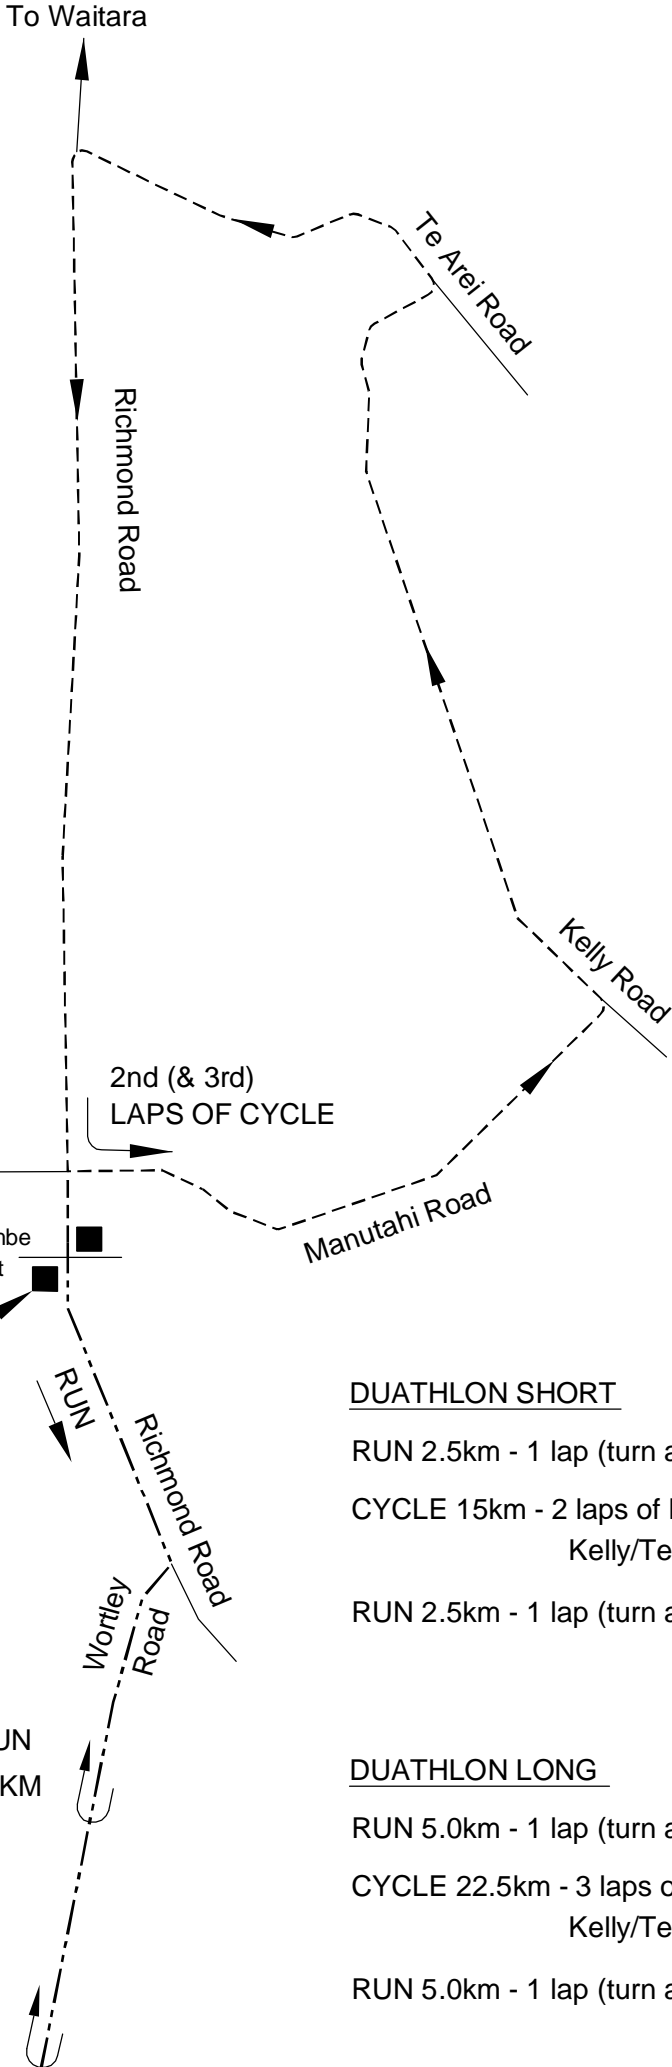 To Waitara
Te Arei Road
Richmond Road
Kelly Road
2nd (& 3rd)
LAPS OF CYCLE
Manutahi Road
RUN
Richmond Road
Wortley
Road
KM
DUATHLON SHORT
RUN 2.5km - 1 lap (turn
CYCLE 15km - 2 laps of
Kelly/Te
RUN 2.5km - 1 lap (turn
DUATHLON LONG
RUN 5.0km - 1 lap (turn
CYCLE 22.5km - 3 laps
Kelly/Te
RUN 5.0km - 1 lap (turn